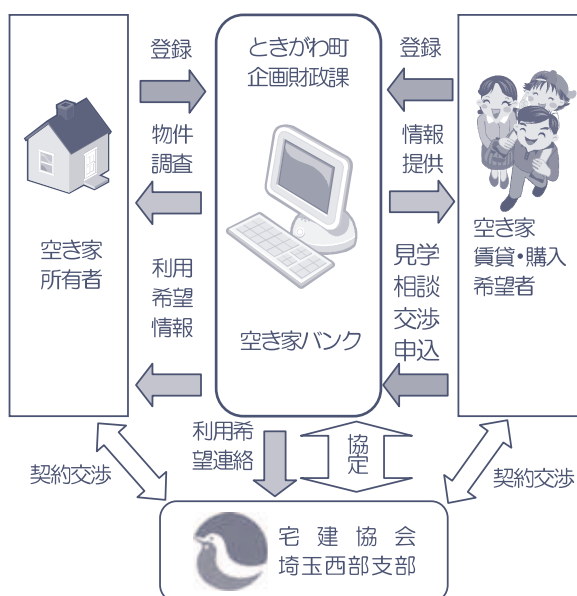 登録
ときがわ町
企画財政課
登録
物件
調査
情報
提供
空き家
所有者
空き家
賃貸・購入
希望者
利用
希望
情報
見学
相談
交渉
申込
空き家バンク
利用希
望連絡
協
定
契約交渉
契約交渉
宅建協会
埼玉西部支部